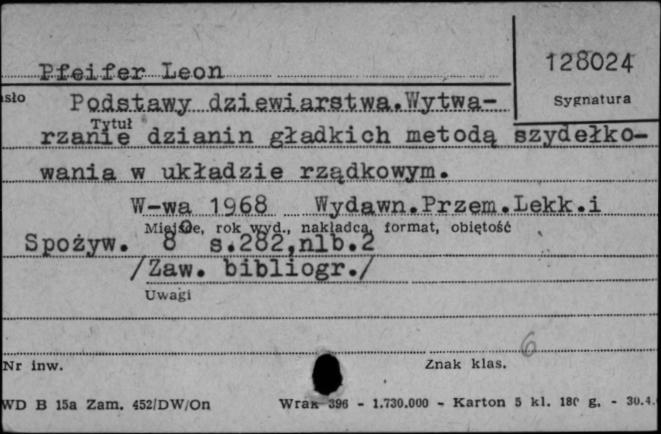 128024
Pfeifer Leon
Sygnatura
sło Podstawy dziewiarstwa.Wytwa-
Tytuł
rzanie dzianin gładkich metodą szydełko-
wania w układzie rządkowym.
W-wa 1968 Wydawn.Przem.Lekk.i
Miejsce, rok wyd., nakładca, format, objętość
Spożyw. 8° s.282,nlb.2
/Zaw. bibliogr./
Uwagi
6
Nr inw. Znak klas.
WD B 15a Zam. 452/DW/On Wrak 396 - 1.730.000 - Karton 5 kl. 180 g. - 30.4.